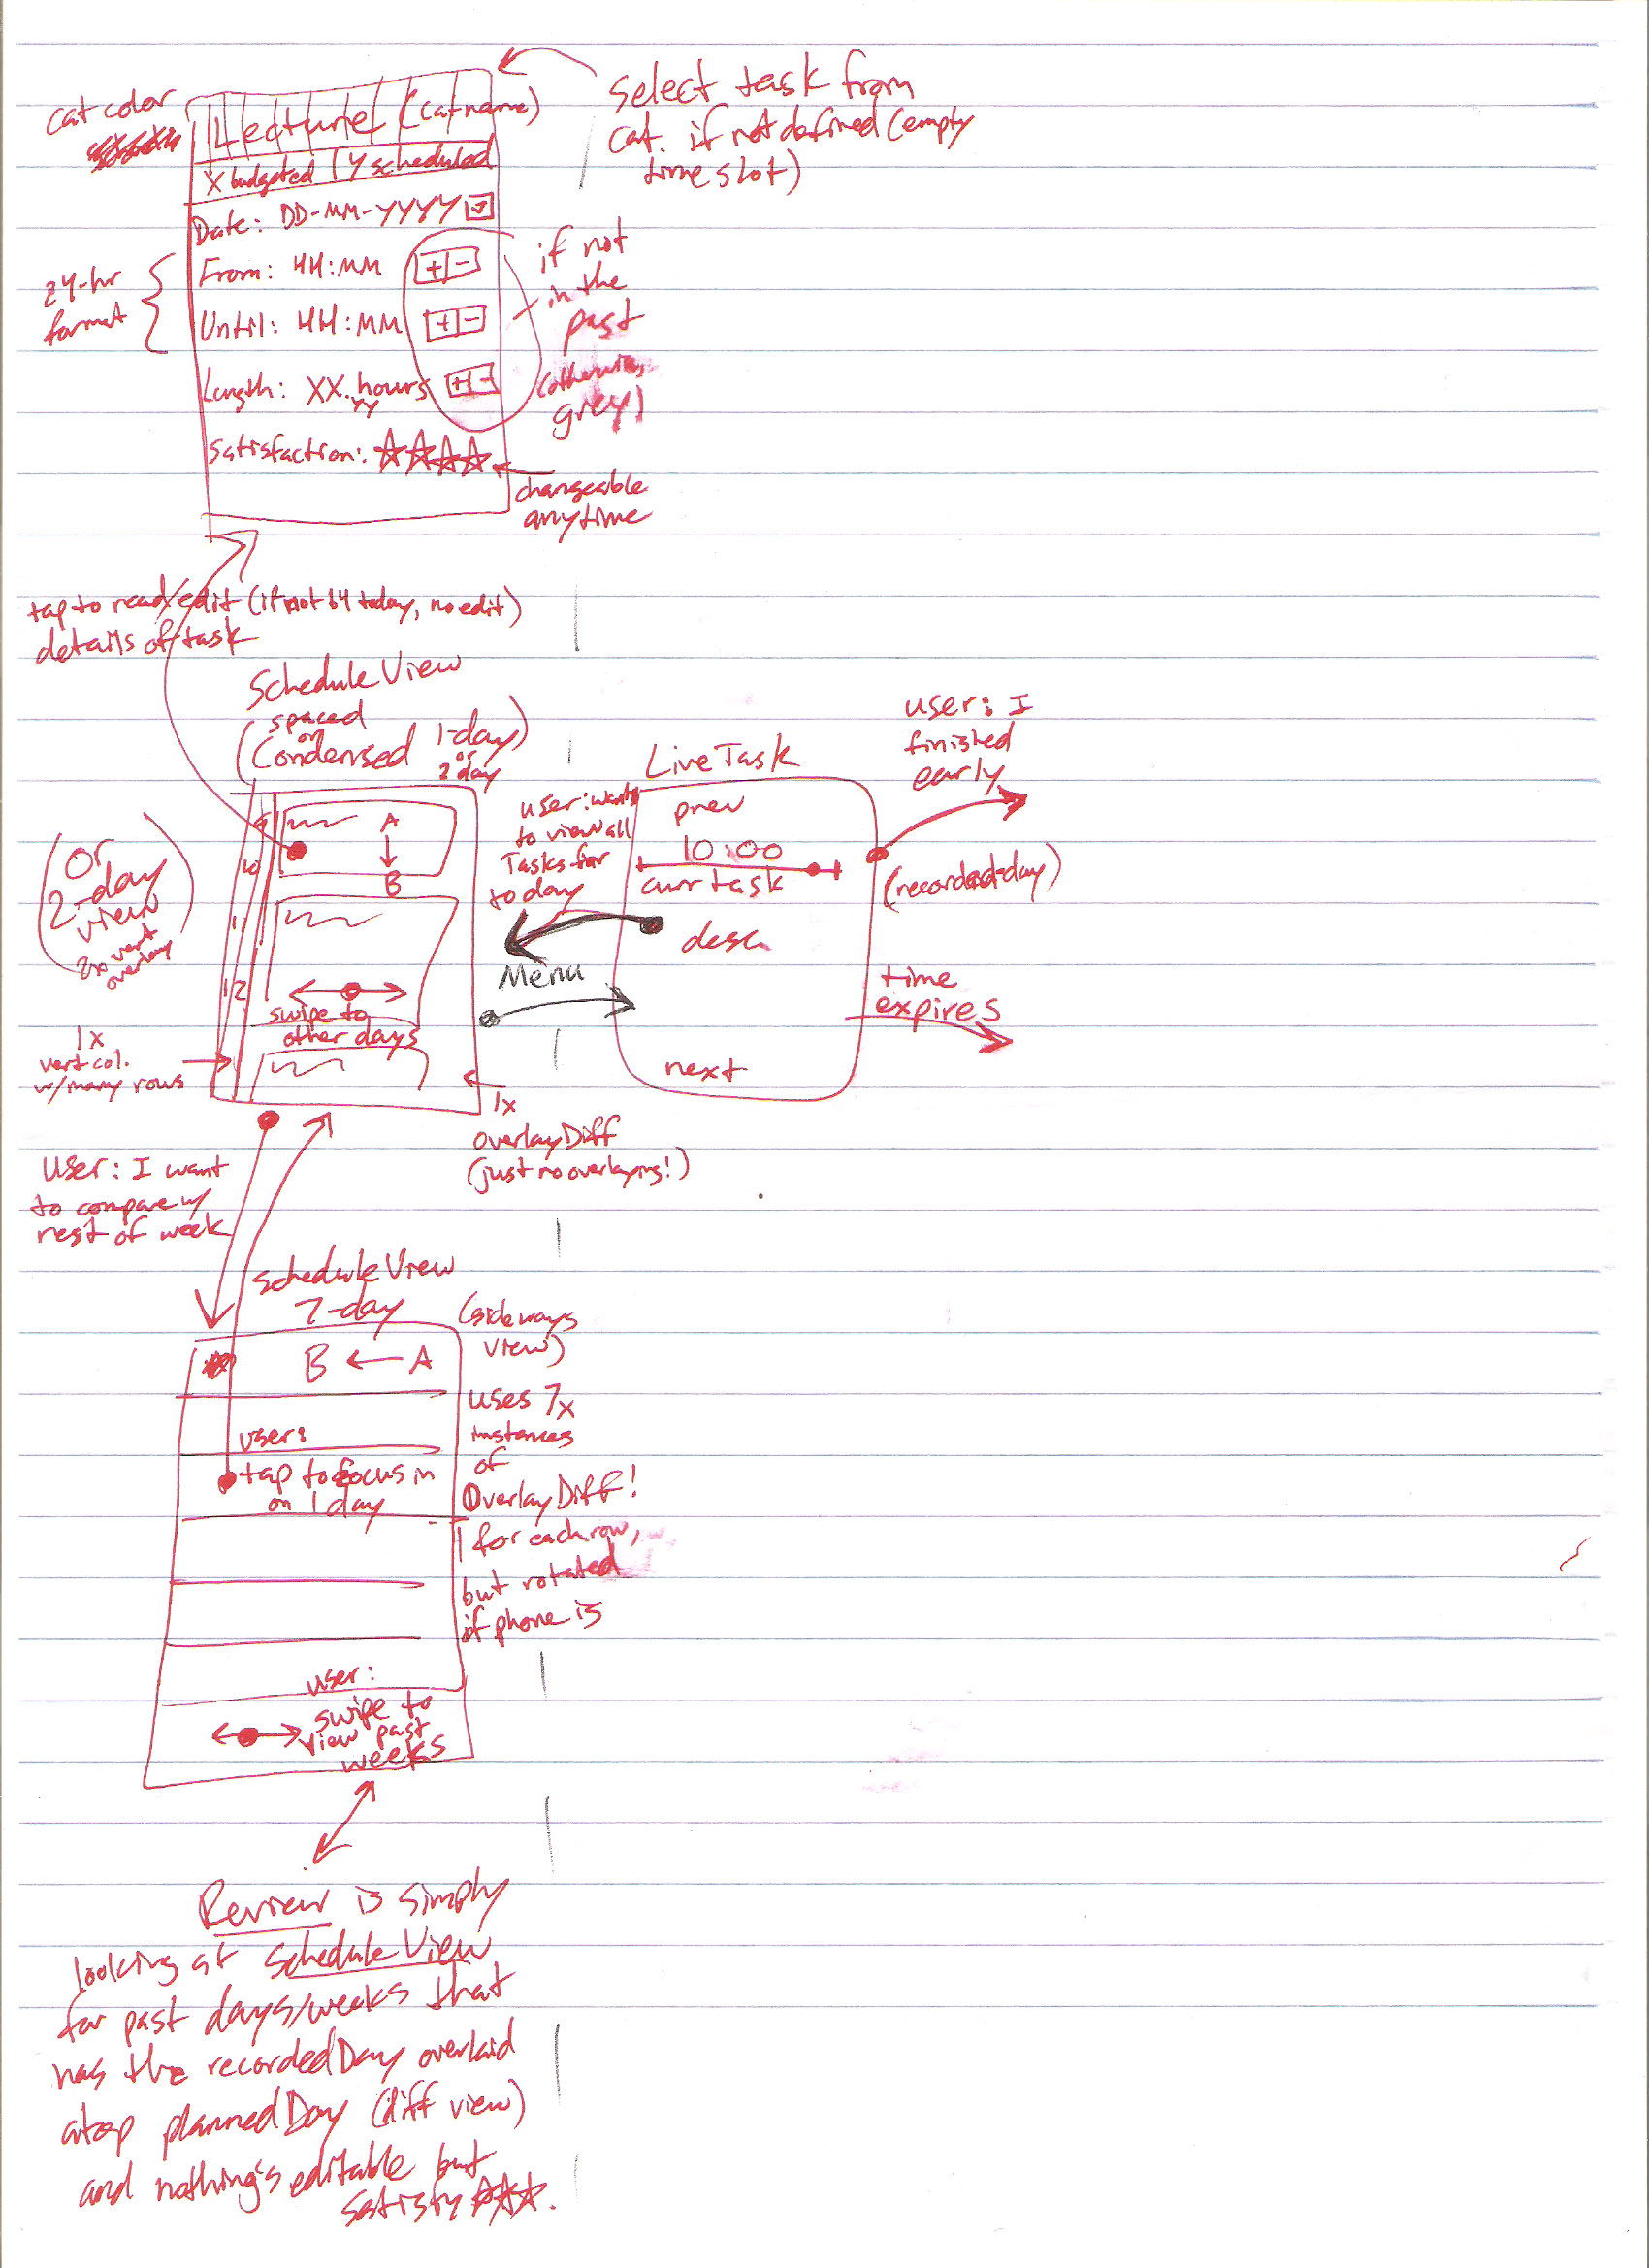 cat color
Lecture (catname)
X budgeted | Y scheduled
Date: DD-MM-YYYY
From: HH:MM + -
Until: HH:MM + -
Length: XX. hours + -
YY
Satisfaction:
24-hr
format
Select task from
cat. if not defined (empty
time slot)
if not
in the
past
(otherwise,
grey)
changeable
anytime
tap to read/edit (if not b4 today, no edit)
details of task
Schedule View
(spaced
or
Condensed 1-day)
or
2 day
(or
2-day
view
2x vert
overlay)
9
10
11
12
1
A
B
swipe to
other days
1x
vert col.
w/ many rows
1x
overlayDiff
(just no overlaying!)
user: wants
to view all
Tasks for
today
Menu
LiveTask
prev
10:00
curr task
desc.
next
user: I
finished
early
(recorded-day)
time
expires
User: I want
to compare w/
rest of week
Schedule View
7-day
(sideways
view)
B ← A
user:
tap to focus in
on 1 day
uses 7x
instances
of
OverlayDiff!
1 for each row,
but rotated
if phone is
user:
swipe to
view past
weeks
Review is simply
looking at Schedule View
for past days/weeks that
has the recordedDay overlaid
atop plannedDay (diff view)
and nothing's editable but
satisfy